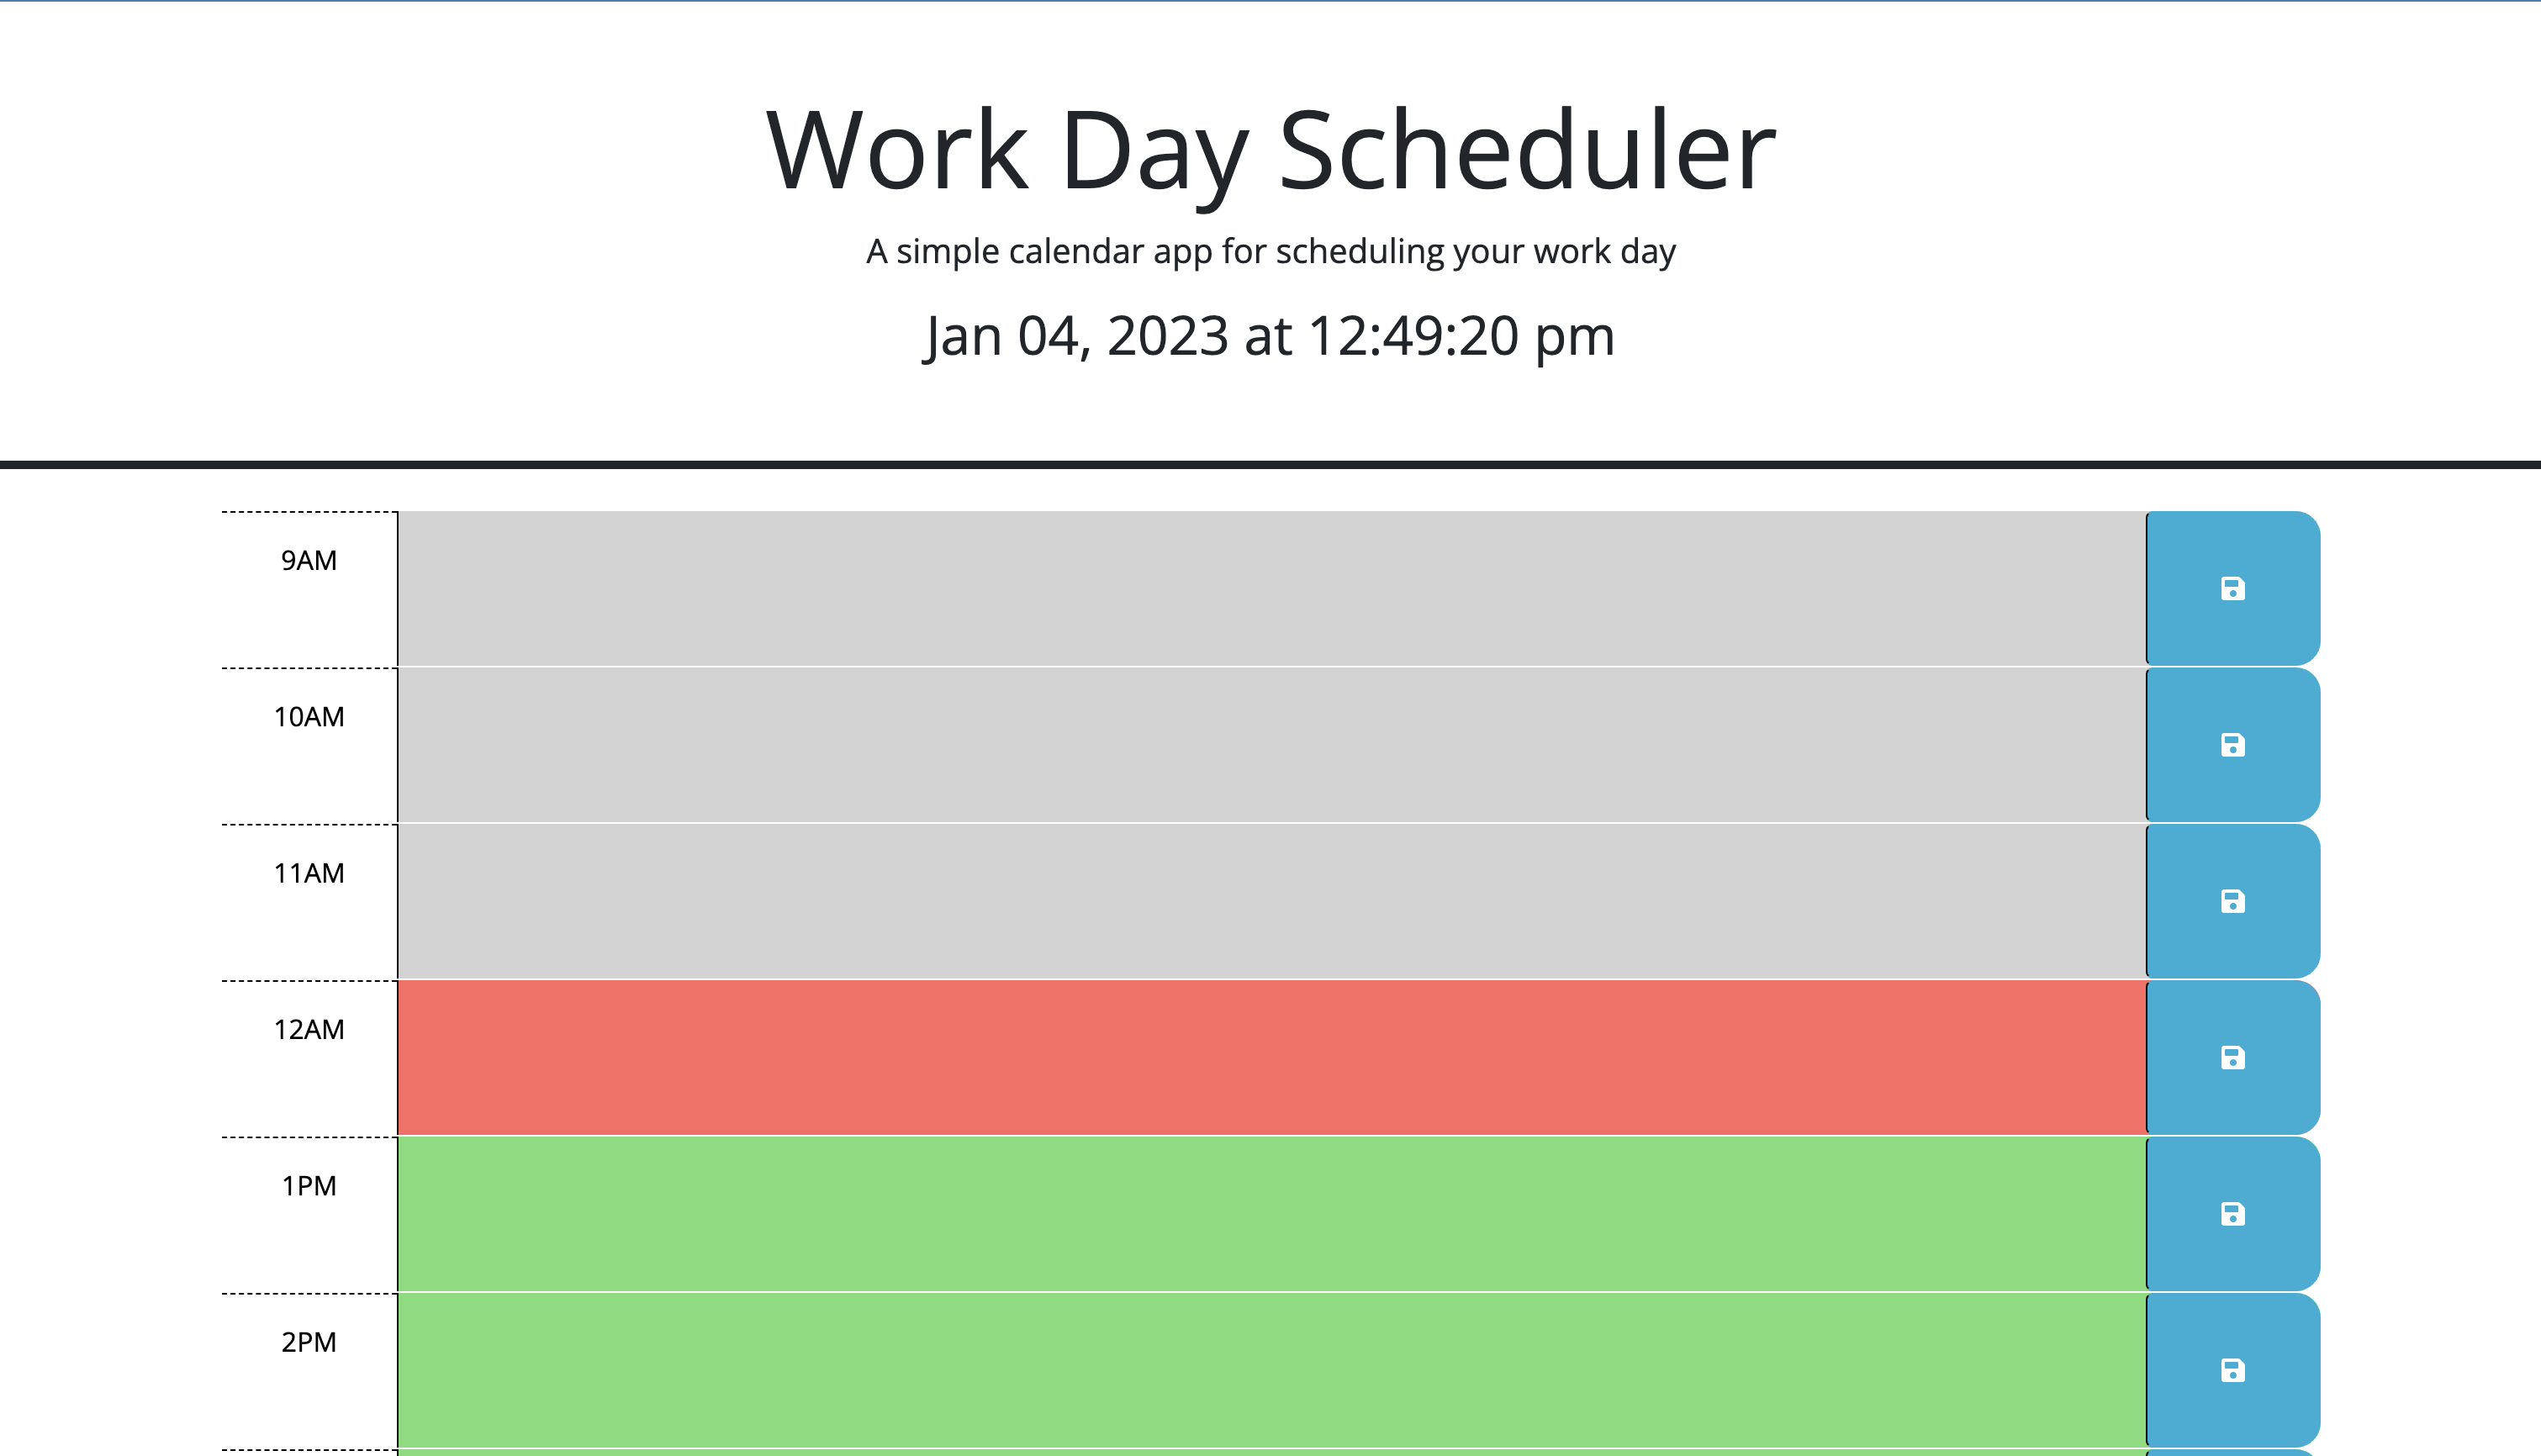 Work Day Scheduler
A simple calendar app for scheduling your work day
Jan 04, 2023 at 12:49:20 pm
9AM
10AM
11AM
12AM
1PM
2PM